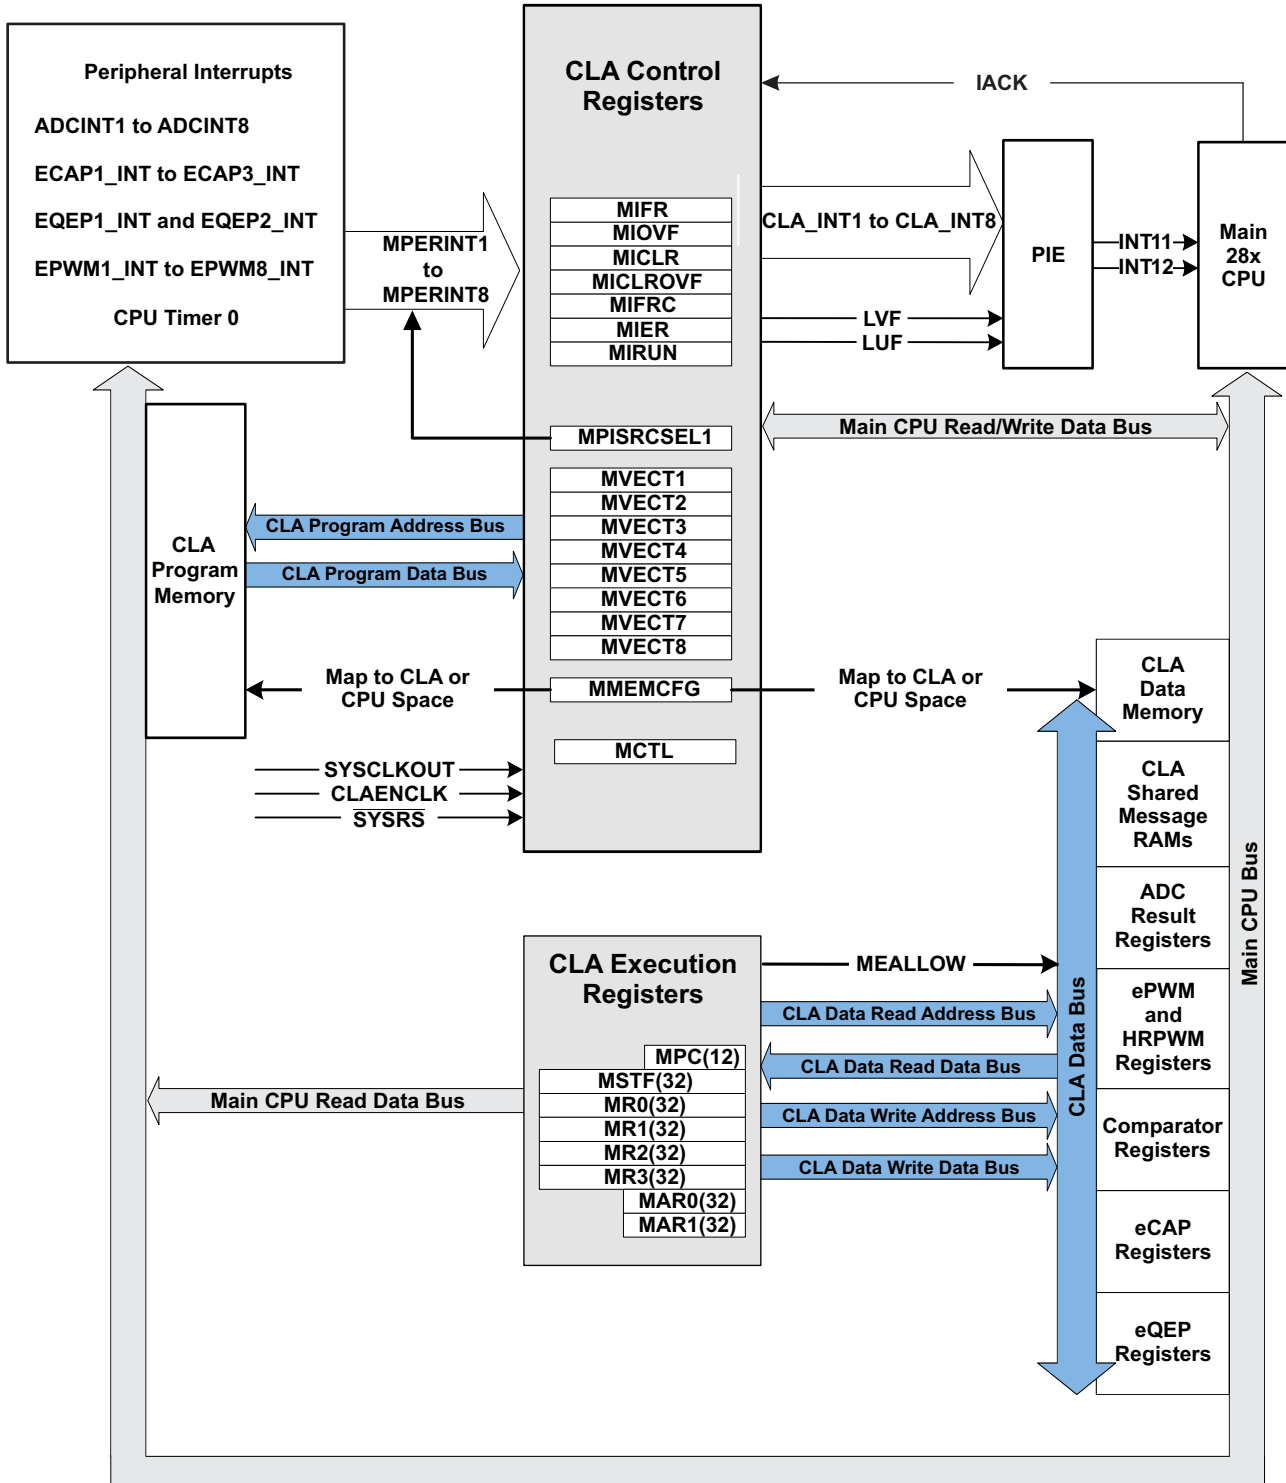 Peripheral Interrupts
ADCINT1 to ADCINT8
ECAP1_INT to ECAP3_INT
EQEP1_INT and EQEP2_INT
EPWM1_INT to EPWM8_INT
CPU Timer 0
MPERINT1
to
MPERINT8
CLA Control
Registers
MIFR
MIOVF
MICLR
MICLROVF
MIFRC
MIER
MIRUN
MPISRCSEL1
MVECT1
MVECT2
MVECT3
MVECT4
MVECT5
MVECT6
MVECT7
MVECT8
MMEMCFG
MCTL
IACK
CLA_INT1 to CLA_INT8
LVF
LUF
PIE
INT11
INT12
Main
28x
CPU
Main CPU Read/Write Data Bus
CLA
Program
Memory
CLA Program Address Bus
CLA Program Data Bus
Map to CLA or
CPU Space
Map to CLA or
CPU Space
SYSCLKOUT
CLAENCLK
SYSRS
CLA
Data
Memory
CLA
Shared
Message
RAMs
ADC
Result
Registers
ePWM
and
HRPWM
Registers
Comparator
Registers
eCAP
Registers
eQEP
Registers
CLA Data Bus
Main CPU Bus
CLA Execution
Registers
MPC(12)
MSTF(32)
MR0(32)
MR1(32)
MR2(32)
MR3(32)
MAR0(32)
MAR1(32)
MEALLOW
CLA Data Read Address Bus
CLA Data Read Data Bus
CLA Data Write Address Bus
CLA Data Write Data Bus
Main CPU Read Data Bus